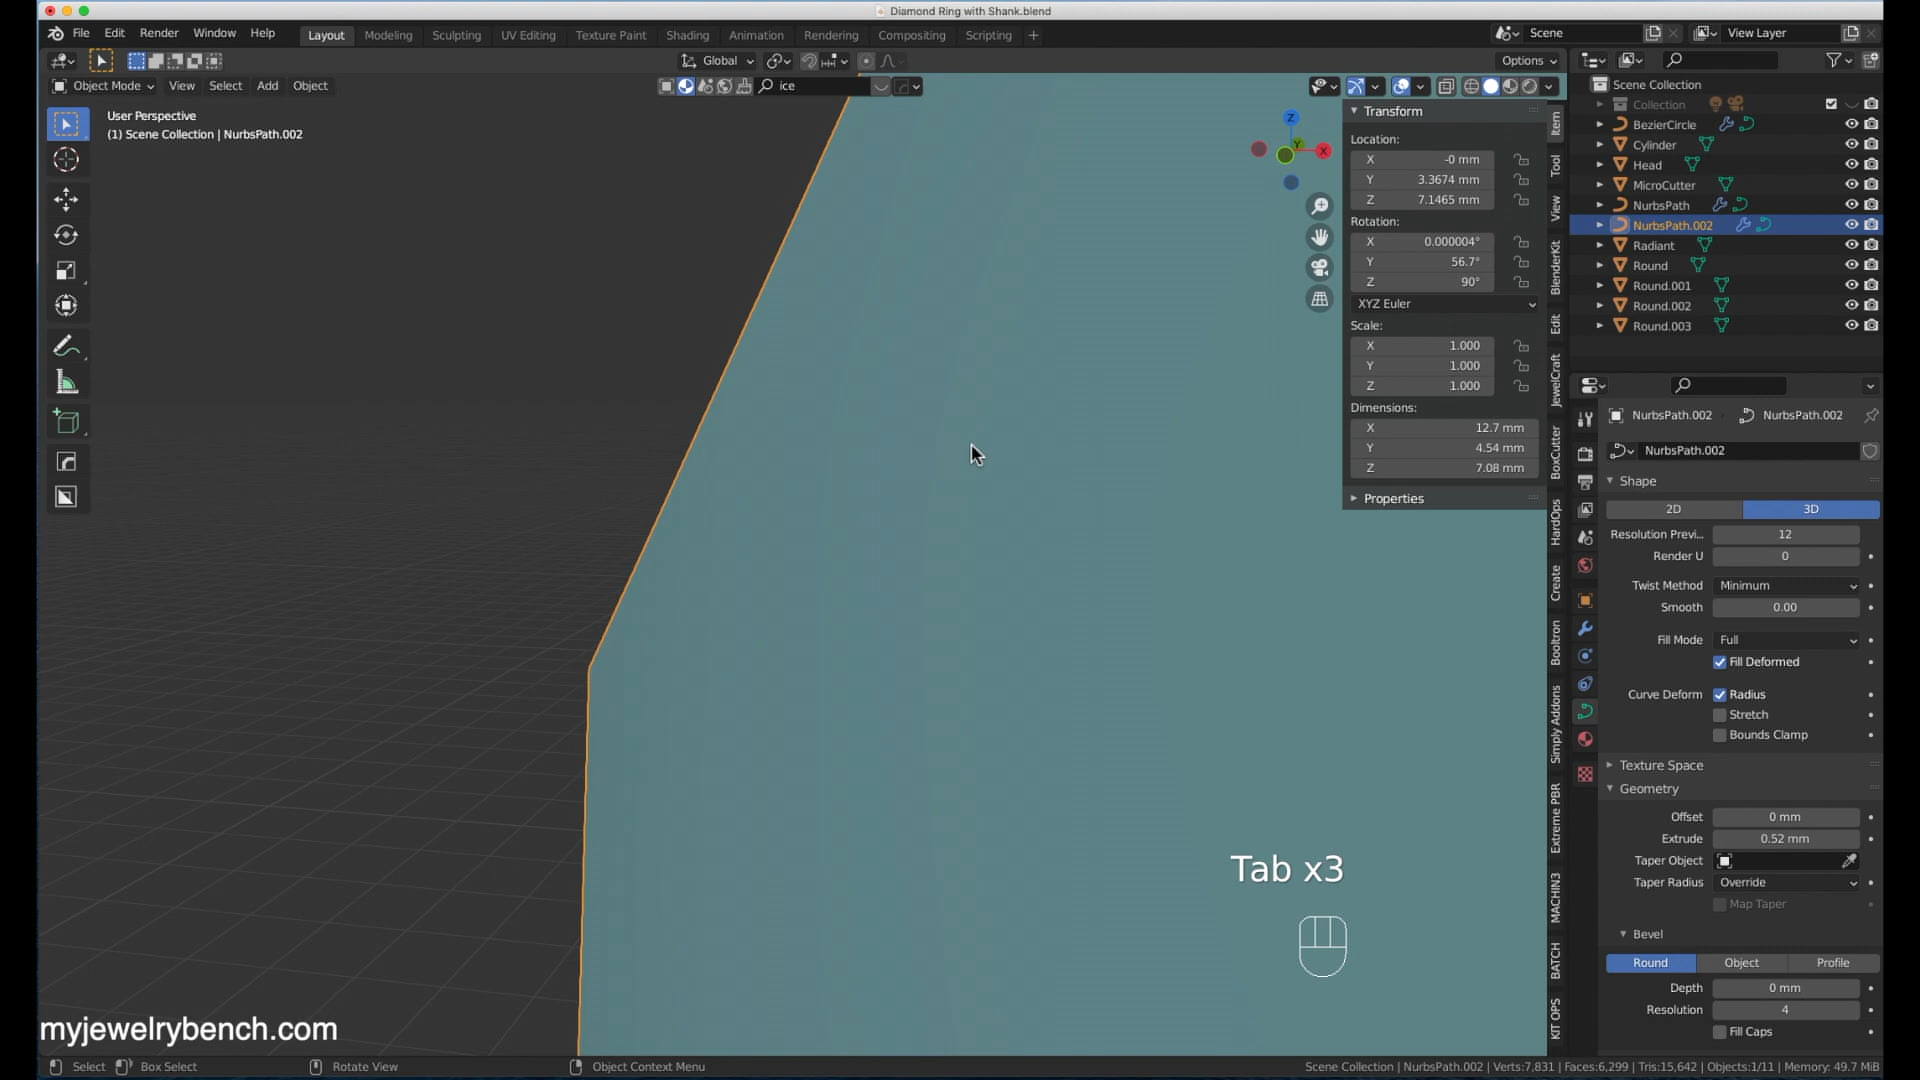 Diamond Ring with Shank.blend
File Edit Render Window Help Layout Modeling Sculpting UV Editing Texture Paint Shading Animation Rendering Compositing Scripting + Scene View Layer
Global Options
Object Mode View Select Add Object ice
User Perspective
(1) Scene Collection | NurbsPath.002
Z
Y
X
Transform
Location:
X -0 mm
Y 3.3674 mm
Z 7.1465 mm
Rotation:
X 0.000004°
Y 56.7°
Z 90°
XYZ Euler
Scale:
X 1.000
Y 1.000
Z 1.000
Dimensions:
X 12.7 mm
Y 4.54 mm
Z 7.08 mm
Properties
Item
Tool
View
BlenderKit
Edit
JewelCraft
BoxCutter
HardOps
Create
Booltron
Simply Addons
Extreme PBR
MACHIN3
BATCH
KIT OPS
Scene Collection
Collection
BezierCircle
Cylinder
Head
MicroCutter
NurbsPath
NurbsPath.002
Radiant
Round
Round.001
Round.002
Round.003
NurbsPath.002 NurbsPath.002
NurbsPath.002
Shape
2D 3D
Resolution Previ... 12
Render U 0
Twist Method Minimum
Smooth 0.00
Fill Mode Full
Fill Deformed
Curve Deform Radius
Stretch
Bounds Clamp
Texture Space
Geometry
Offset 0 mm
Extrude 0.52 mm
Taper Object
Taper Radius Override
Map Taper
Bevel
Round Object Profile
Depth 0 mm
Resolution 4
Fill Caps
Tab x3
myjewelrybench.com
Select Box Select Rotate View Object Context Menu Scene Collection | NurbsPath.002 | Verts:7,831 | Faces:6,299 | Tris:15,642 | Objects:1/11 | Memory: 49.7 MiB